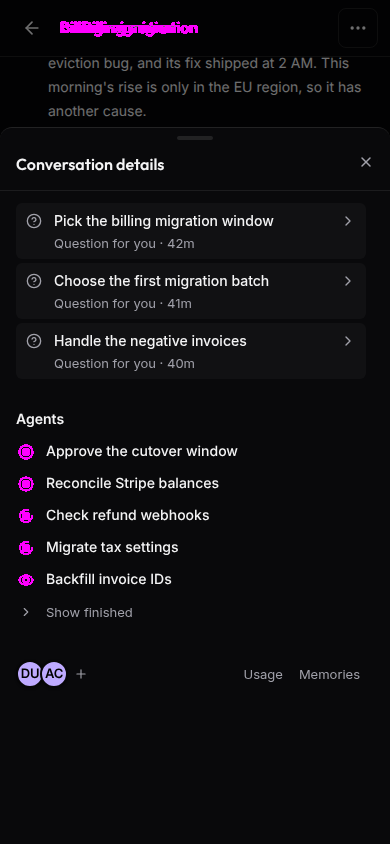 eviction bug, and its fix shipped at 2 AM. This
morning's rise is only in the EU region, so it has
another cause.
Conversation details
Pick the billing migration window
Question for you · 42m
Choose the first migration batch
Question for you · 41m
Handle the negative invoices
Question for you · 40m
Agents
Approve the cutover window
Reconcile Stripe balances
Check refund webhooks
Migrate tax settings
Backfill invoice IDs
Show finished
DU AC
Usage Memories